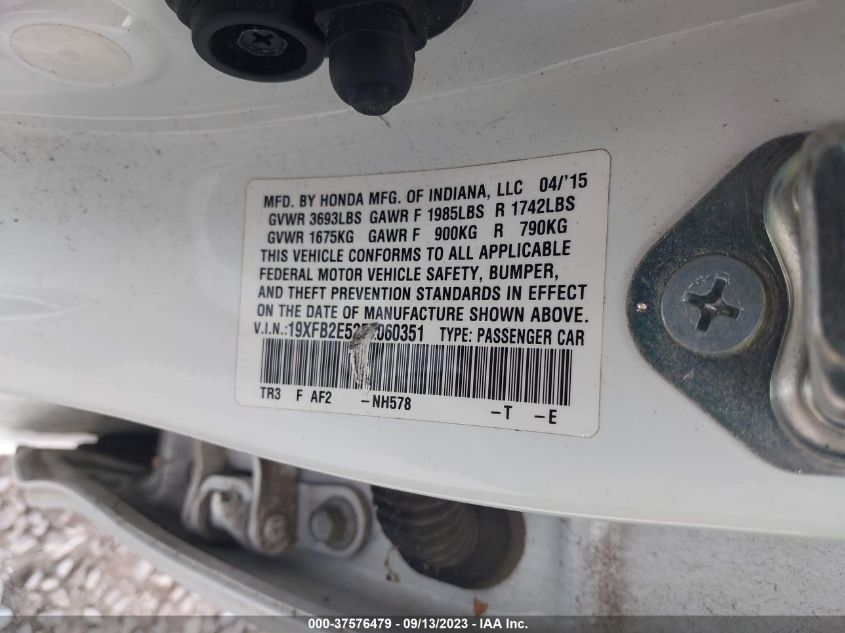 MFD. BY HONDA MFG. OF INDIANA, LLC 04/'15
GVWR 3693LBS GAWR F 1985LBS R 1742LBS
GVWR 1675KG GAWR F 900KG R 790KG
THIS VEHICLE CONFORMS TO ALL APPLICABLE
FEDERAL MOTOR VEHICLE SAFETY, BUMPER,
AND THEFT PREVENTION STANDARDS IN EFFECT
ON THE DATE OF MANUFACTURE SHOWN ABOVE.
V.I.N.: TYPE: PASSENGER CAR
TR3 F AF2 -NH578 -T -E
000-37576479 - 09/13/2023 - IAA Inc.